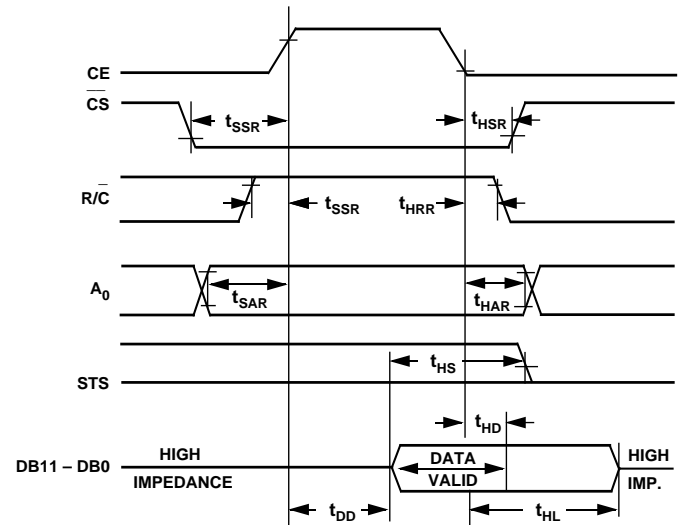 CE
C̅S̅
tSSR
tHSR
R/C̅
tSSR
tHRR
A0
tSAR
tHAR
STS
tHS
tHD
DB11 – DB0
HIGH
IMPEDANCE
DATA
VALID
HIGH
IMP.
tDD
tHL